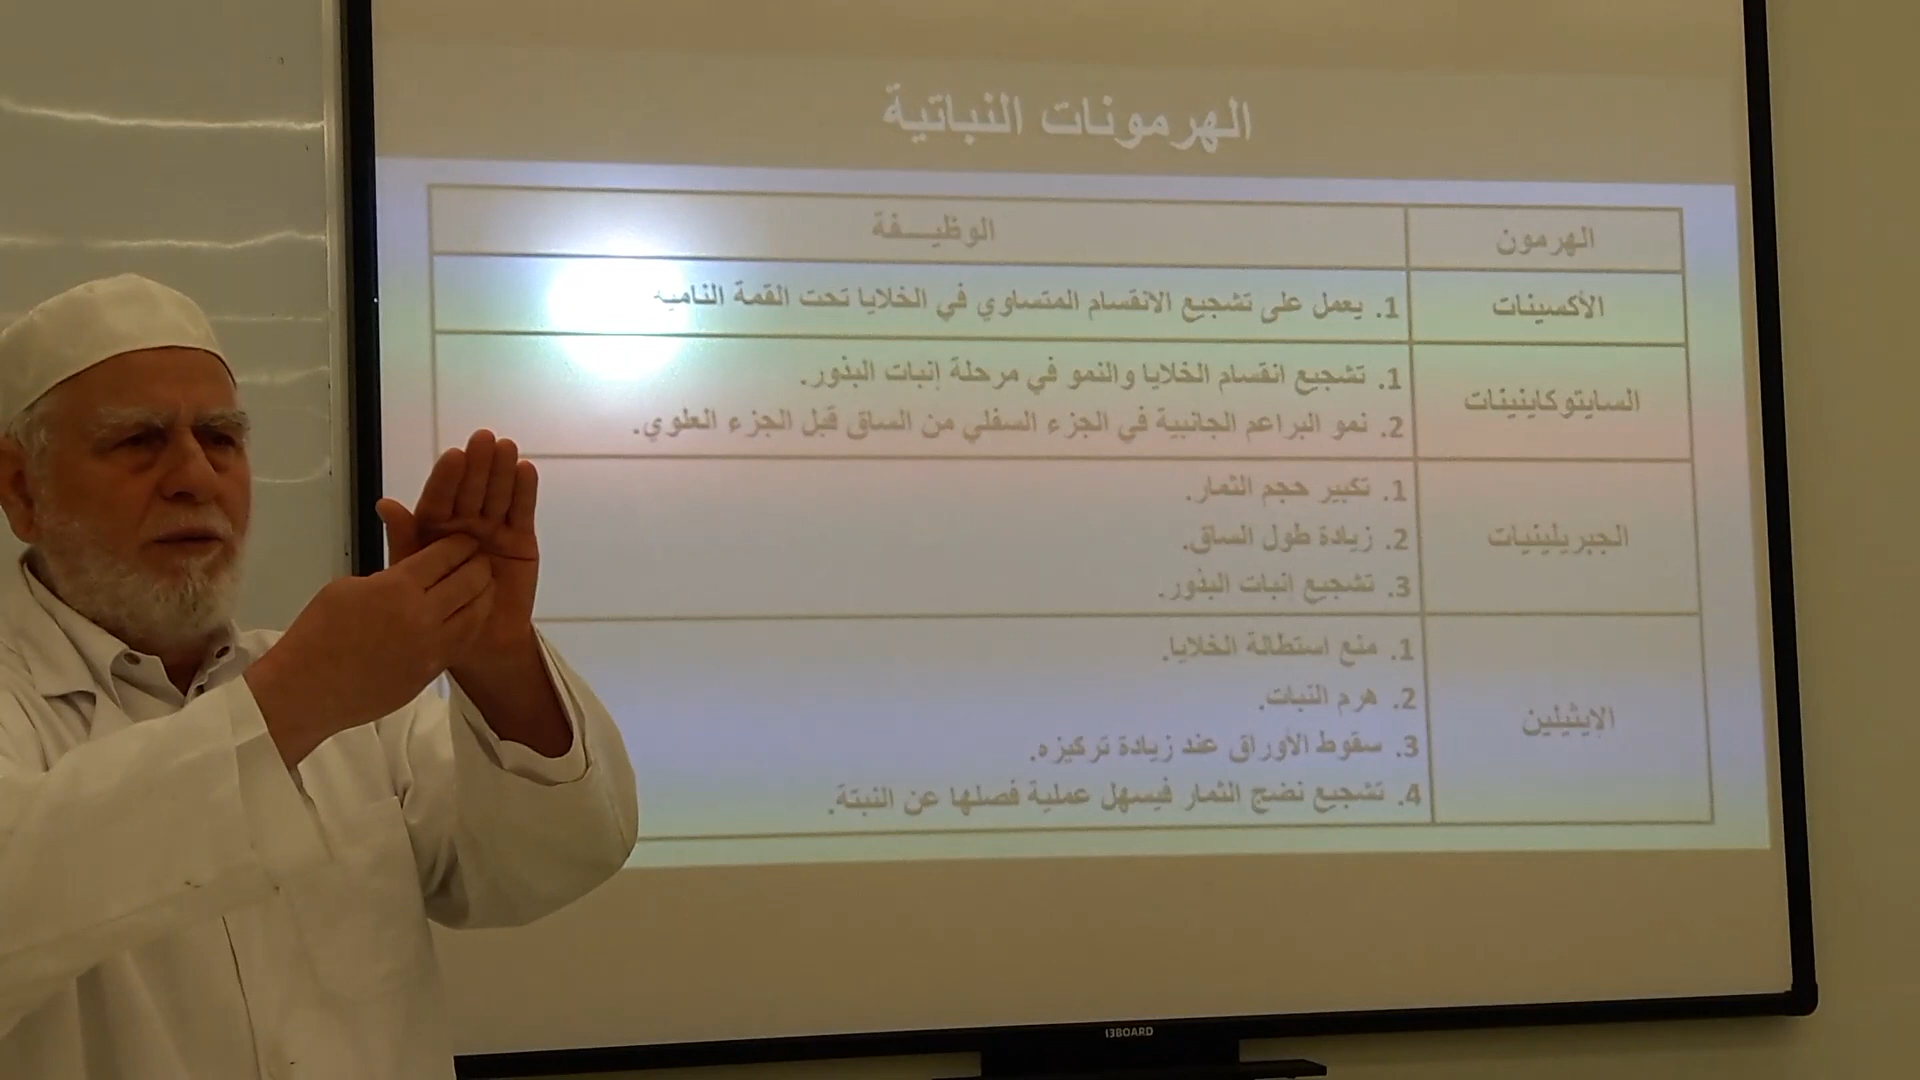 الهرمونات النباتية
الهرمون
الوظيـــفة
الأكسينات
1. يعمل على تشجيع الانقسام المتساوي في الخلايا تحت القمة النامية
السايتوكاينينات
1. تشجيع انقسام الخلايا والنمو في مرحلة إنبات البذور.
2. نمو البراعم الجانبية في الجزء السفلي من الساق قبل الجزء العلوي.
الجبريلينيات
1. تكبير حجم الثمار.
2. زيادة طول الساق.
3. تشجيع انبات البذور.
الإيثيلين
1. منع استطالة الخلايا.
2. هرم النبات.
3. سقوط الأوراق عند زيادة تركيزه.
4. تشجيع نضج الثمار فيسهل عملية فصلها عن النبتة.
I3BOARD